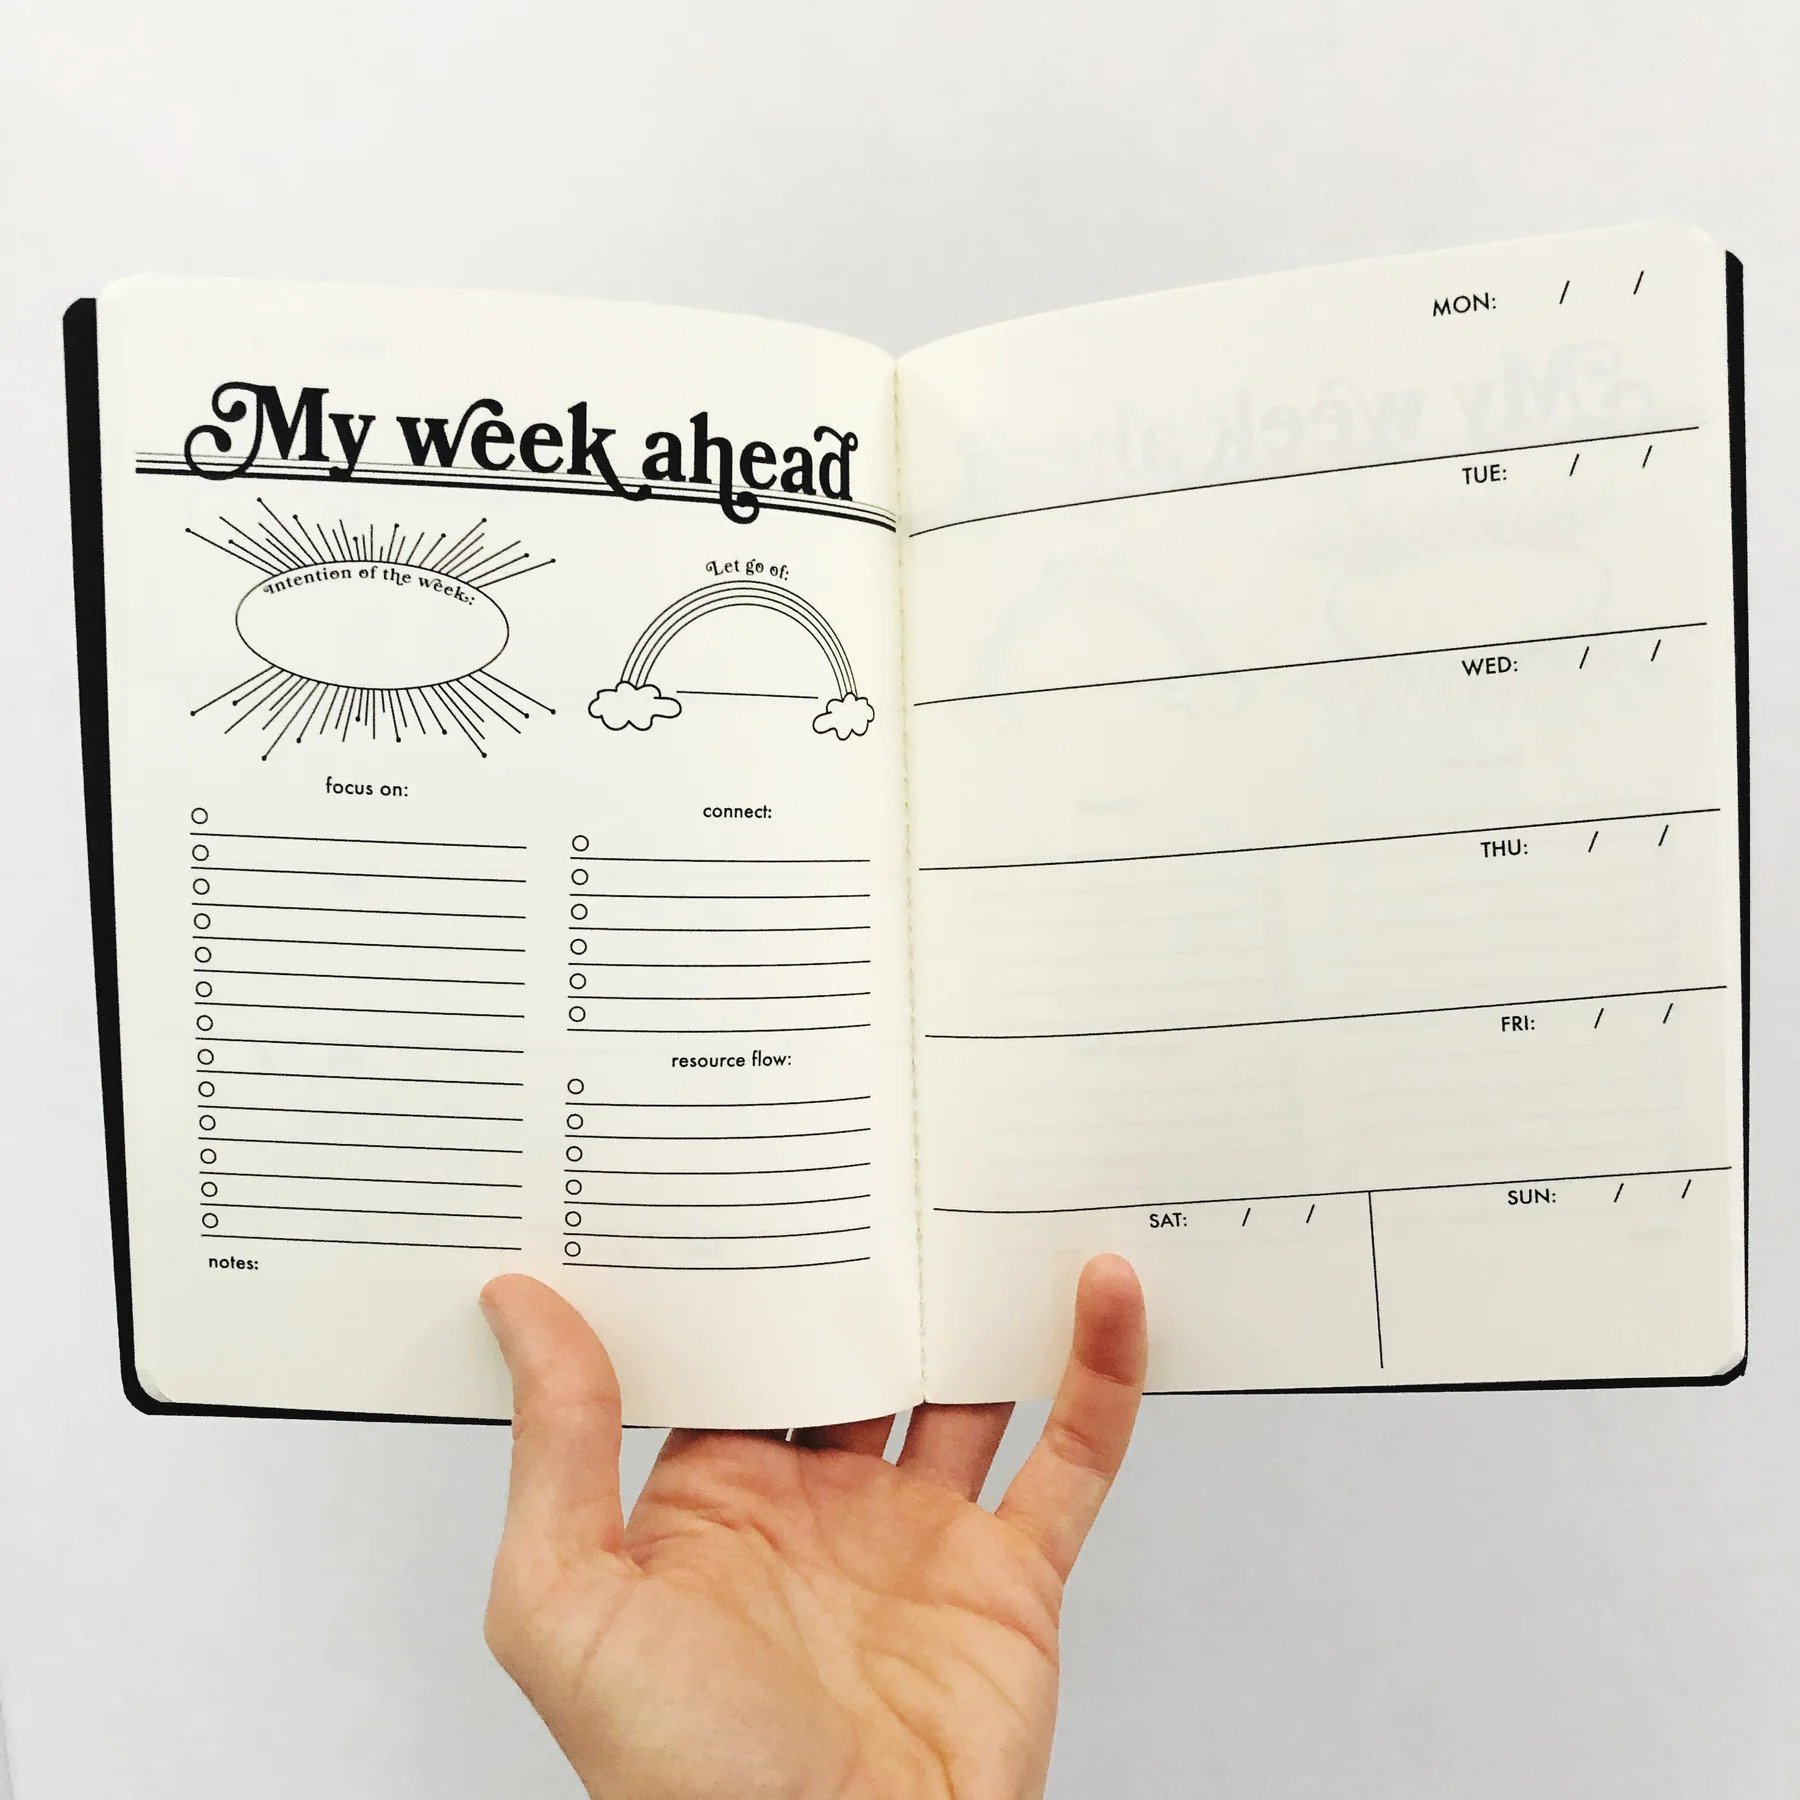 My week ahead
Intention of the week:
Let go of:
focus on:
connect:
resource flow:
notes:
MON: / /
TUE: / /
WED: / /
THU: / /
FRI: / /
SAT: / /
SUN: / /